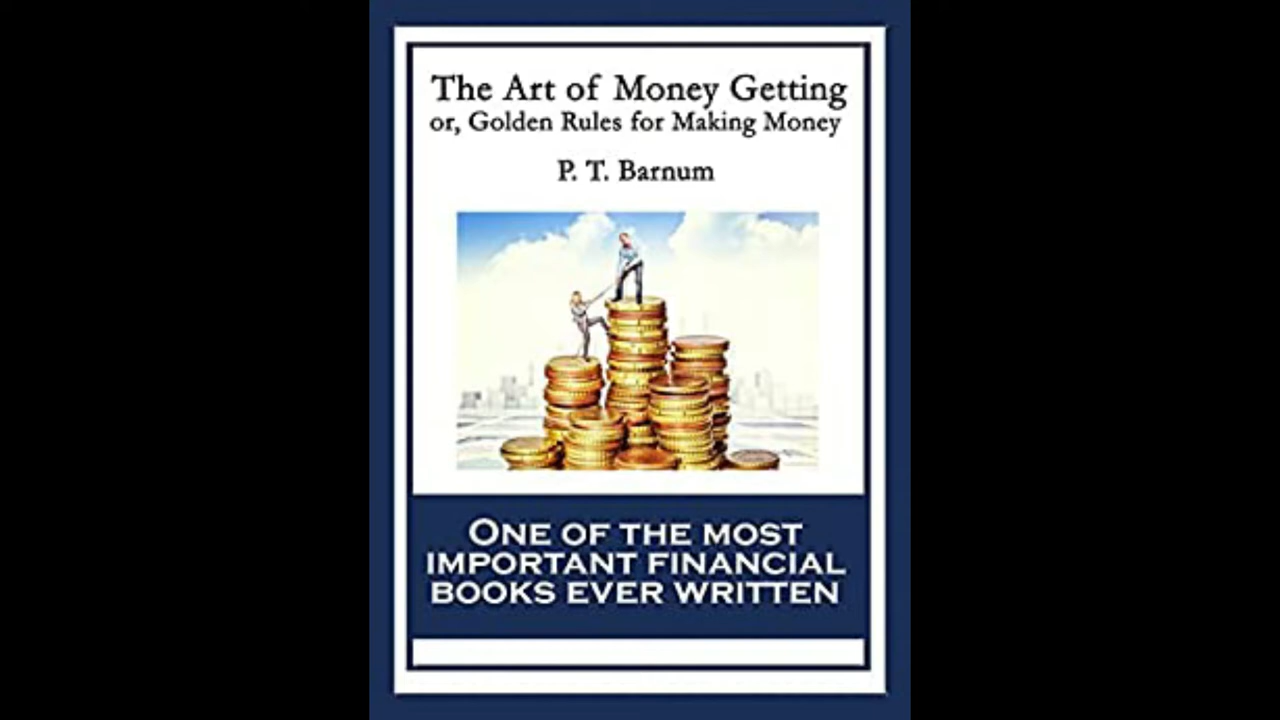 The Art of Money Getting
or, Golden Rules for Making Money
P. T. Barnum
ONE OF THE MOST
IMPORTANT FINANCIAL
BOOKS EVER WRITTEN